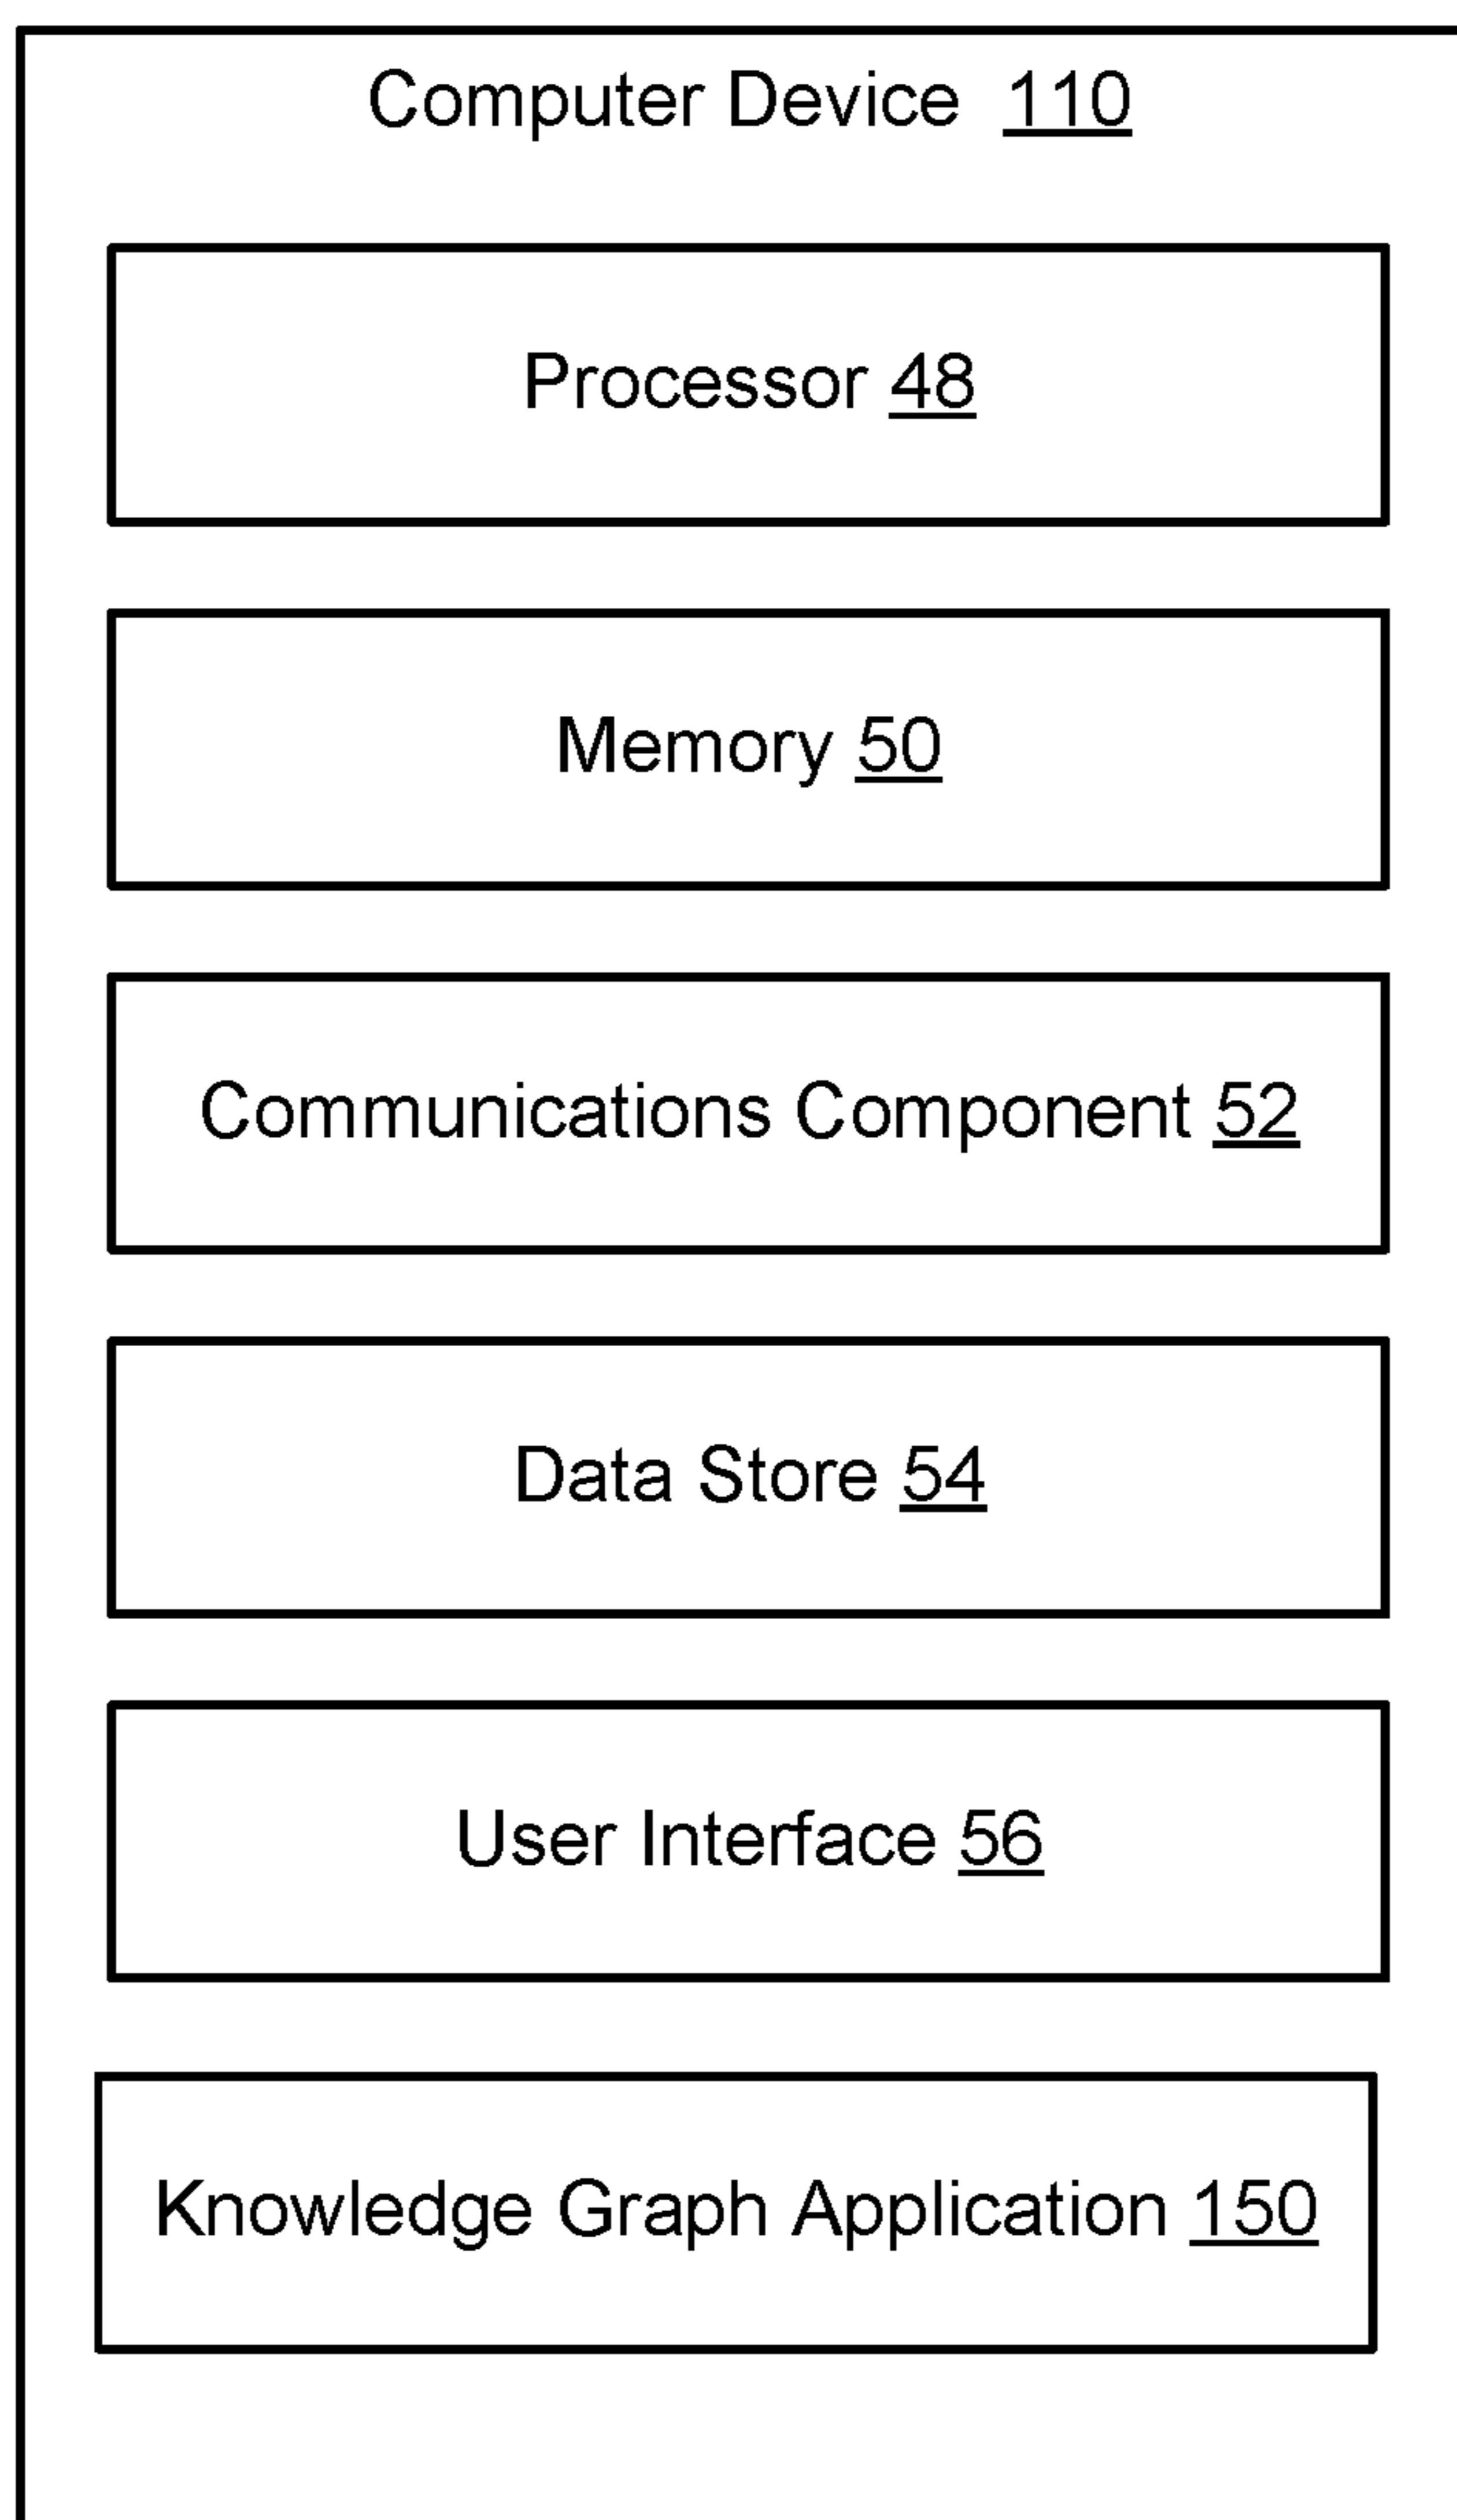 Computer Device 110
Processor 48
Memory 50
Communications Component 52
Data Store 54
User Interface 56
Knowledge Graph Application 150